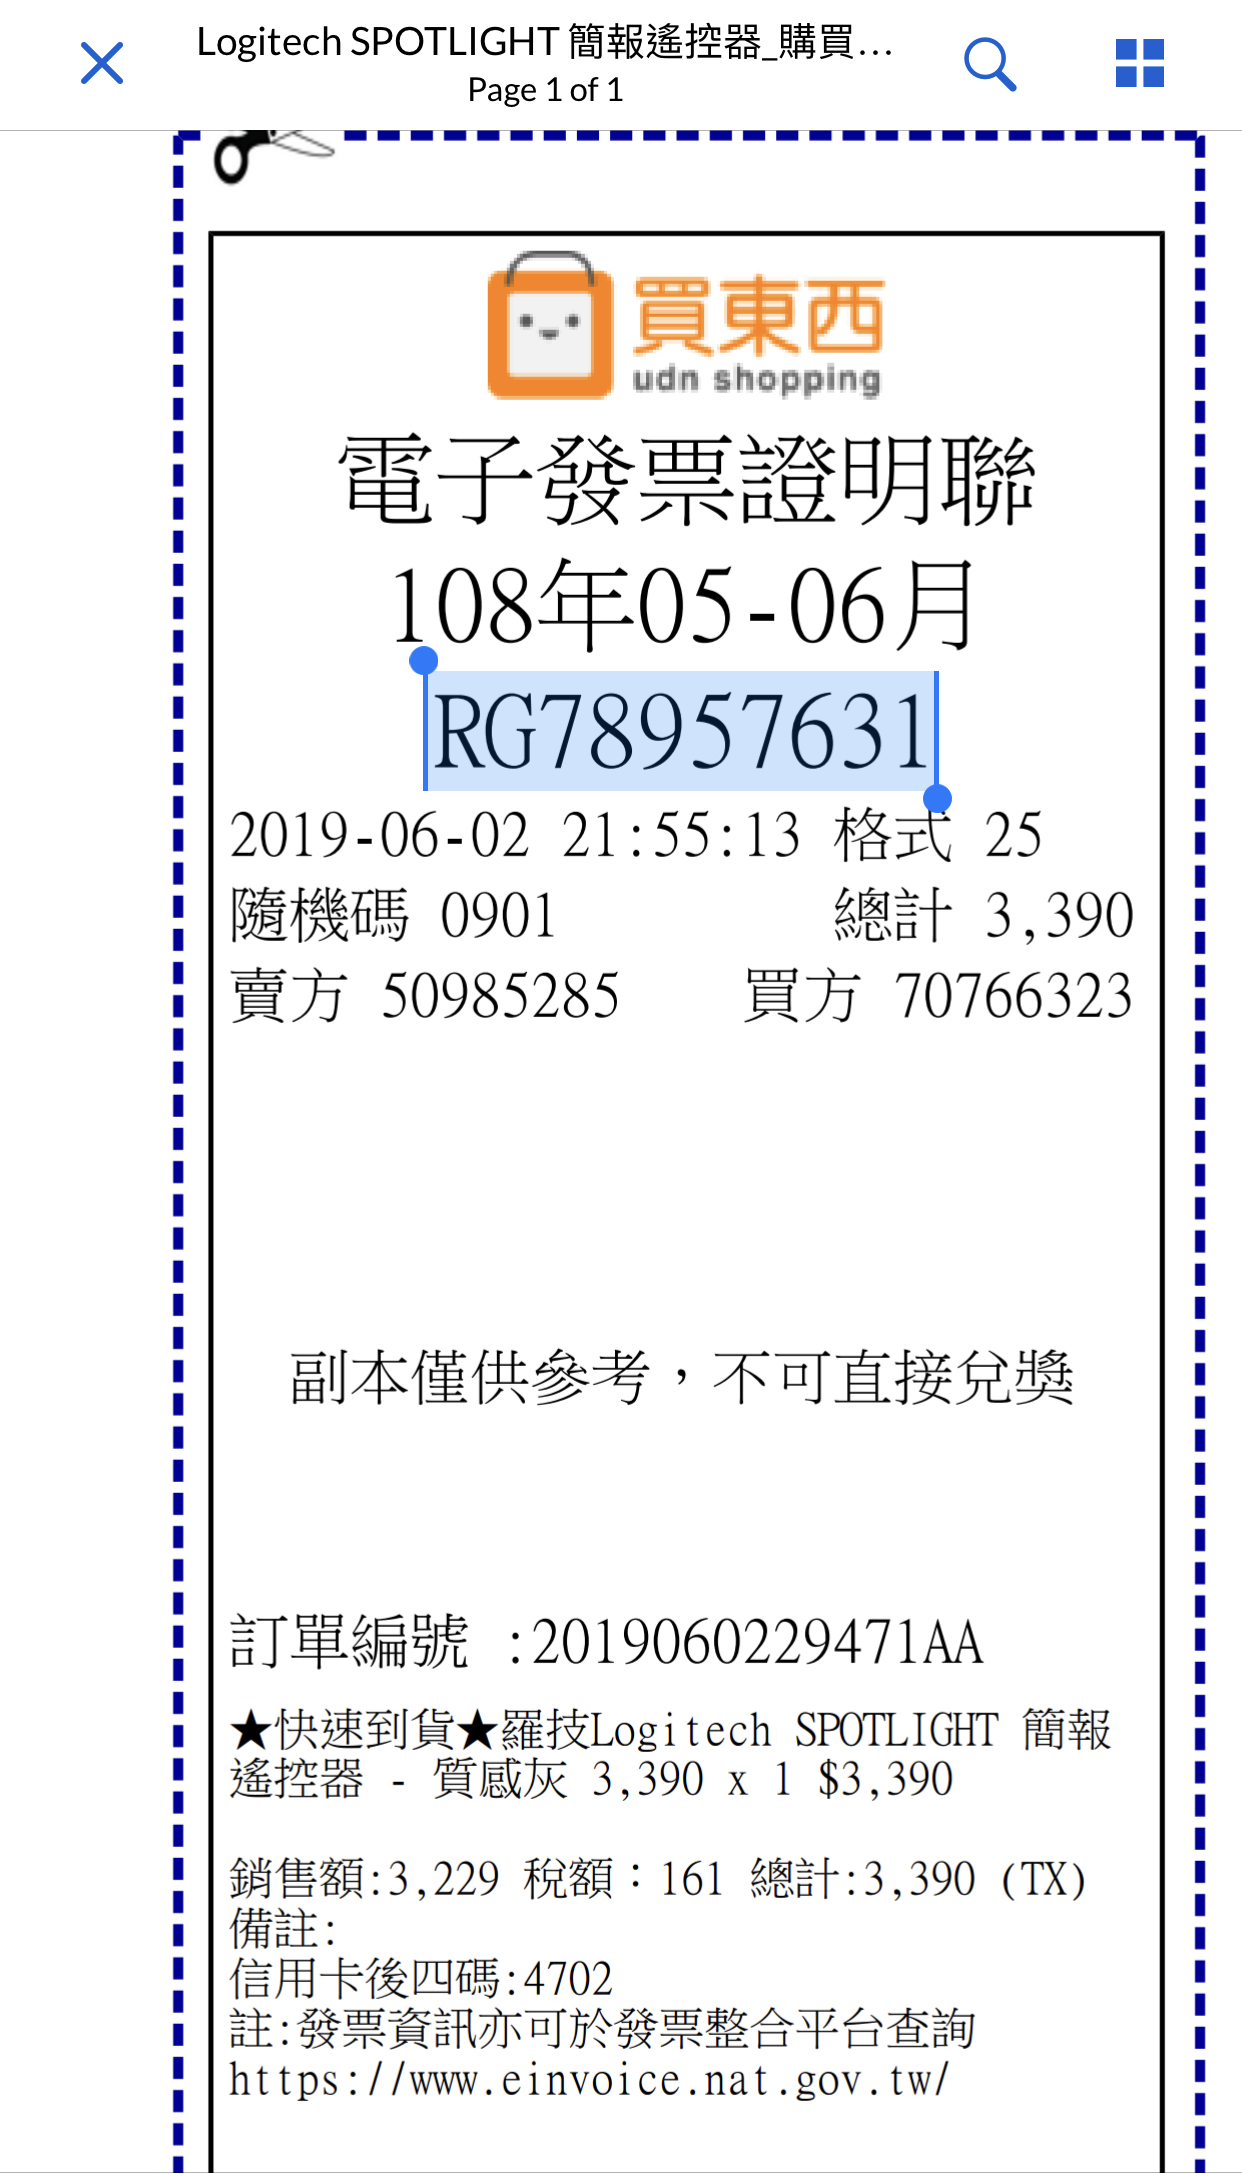 Logitech SPOTLIGHT 簡報遙控器_購買...
Page 1 of 1
買東西
udn shopping
電子發票證明聯
108年05-06月
RG78957631
2019-06-02 21:55:13 格式 25
隨機碼 0901 總計 3,390
賣方 50985285 買方 70766323
副本僅供參考，不可直接兌獎
訂單編號 :2019060229471AA
★快速到貨★羅技Logitech SPOTLIGHT 簡報
遙控器 - 質感灰 3,390 x 1 $3,390
銷售額:3,229 稅額：161 總計:3,390 (TX)
備註:
信用卡後四碼:4702
註:發票資訊亦可於發票整合平台查詢
https://www.einvoice.nat.gov.tw/